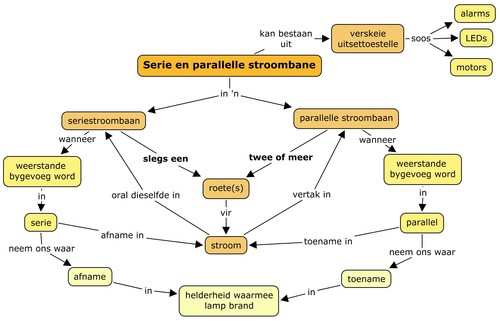 kan bestaan
uit
verskeie
uitsettoestelle
soos
alarms
LEDs
motors
Serie en parallelle stroombane
in 'n
seriestroombaan
parallelle stroombaan
wanneer
slegs een
twee of meer
wanneer
weerstande
bygevoeg word
roete(s)
weerstande
bygevoeg word
in
oral dieselfde in
vir
vertak in
in
serie
afname in
stroom
toename in
parallel
neem ons waar
neem ons waar
afname
toename
in
helderheid waarmee
lamp brand
in